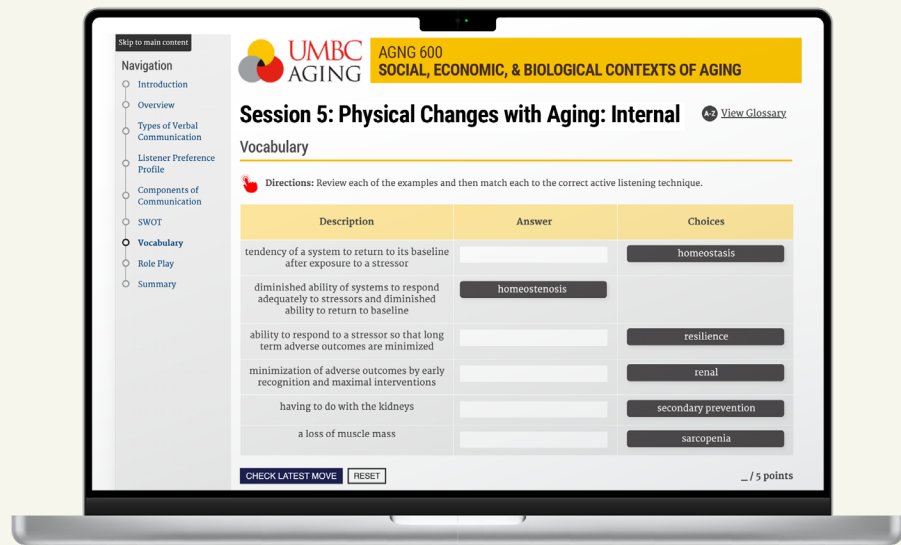 Skip to main content
Navigation
Introduction
Overview
Types of Verbal
Communication
Listener Preference
Profile
Components of
Communication
SWOT
Vocabulary
Role Play
Summary
UMBC
AGING
AGNG 600
SOCIAL, ECONOMIC, & BIOLOGICAL CONTEXTS OF AGING
Session 5: Physical Changes with Aging: Internal
A-Z View Glossary
Vocabulary
Directions: Review each of the examples and then match each to the correct active listening technique.
Description Answer Choices
tendency of a system to return to its baseline
after exposure to a stressor
homeostasis
diminished ability of systems to respond
adequately to stressors and diminished
ability to return to baseline
homeostenosis
ability to respond to a stressor so that long
term adverse outcomes are minimized
resilience
minimization of adverse outcomes by early
recognition and maximal interventions
renal
having to do with the kidneys
secondary prevention
a loss of muscle mass
sarcopenia
CHECK LATEST MOVE RESET
_ / 5 points